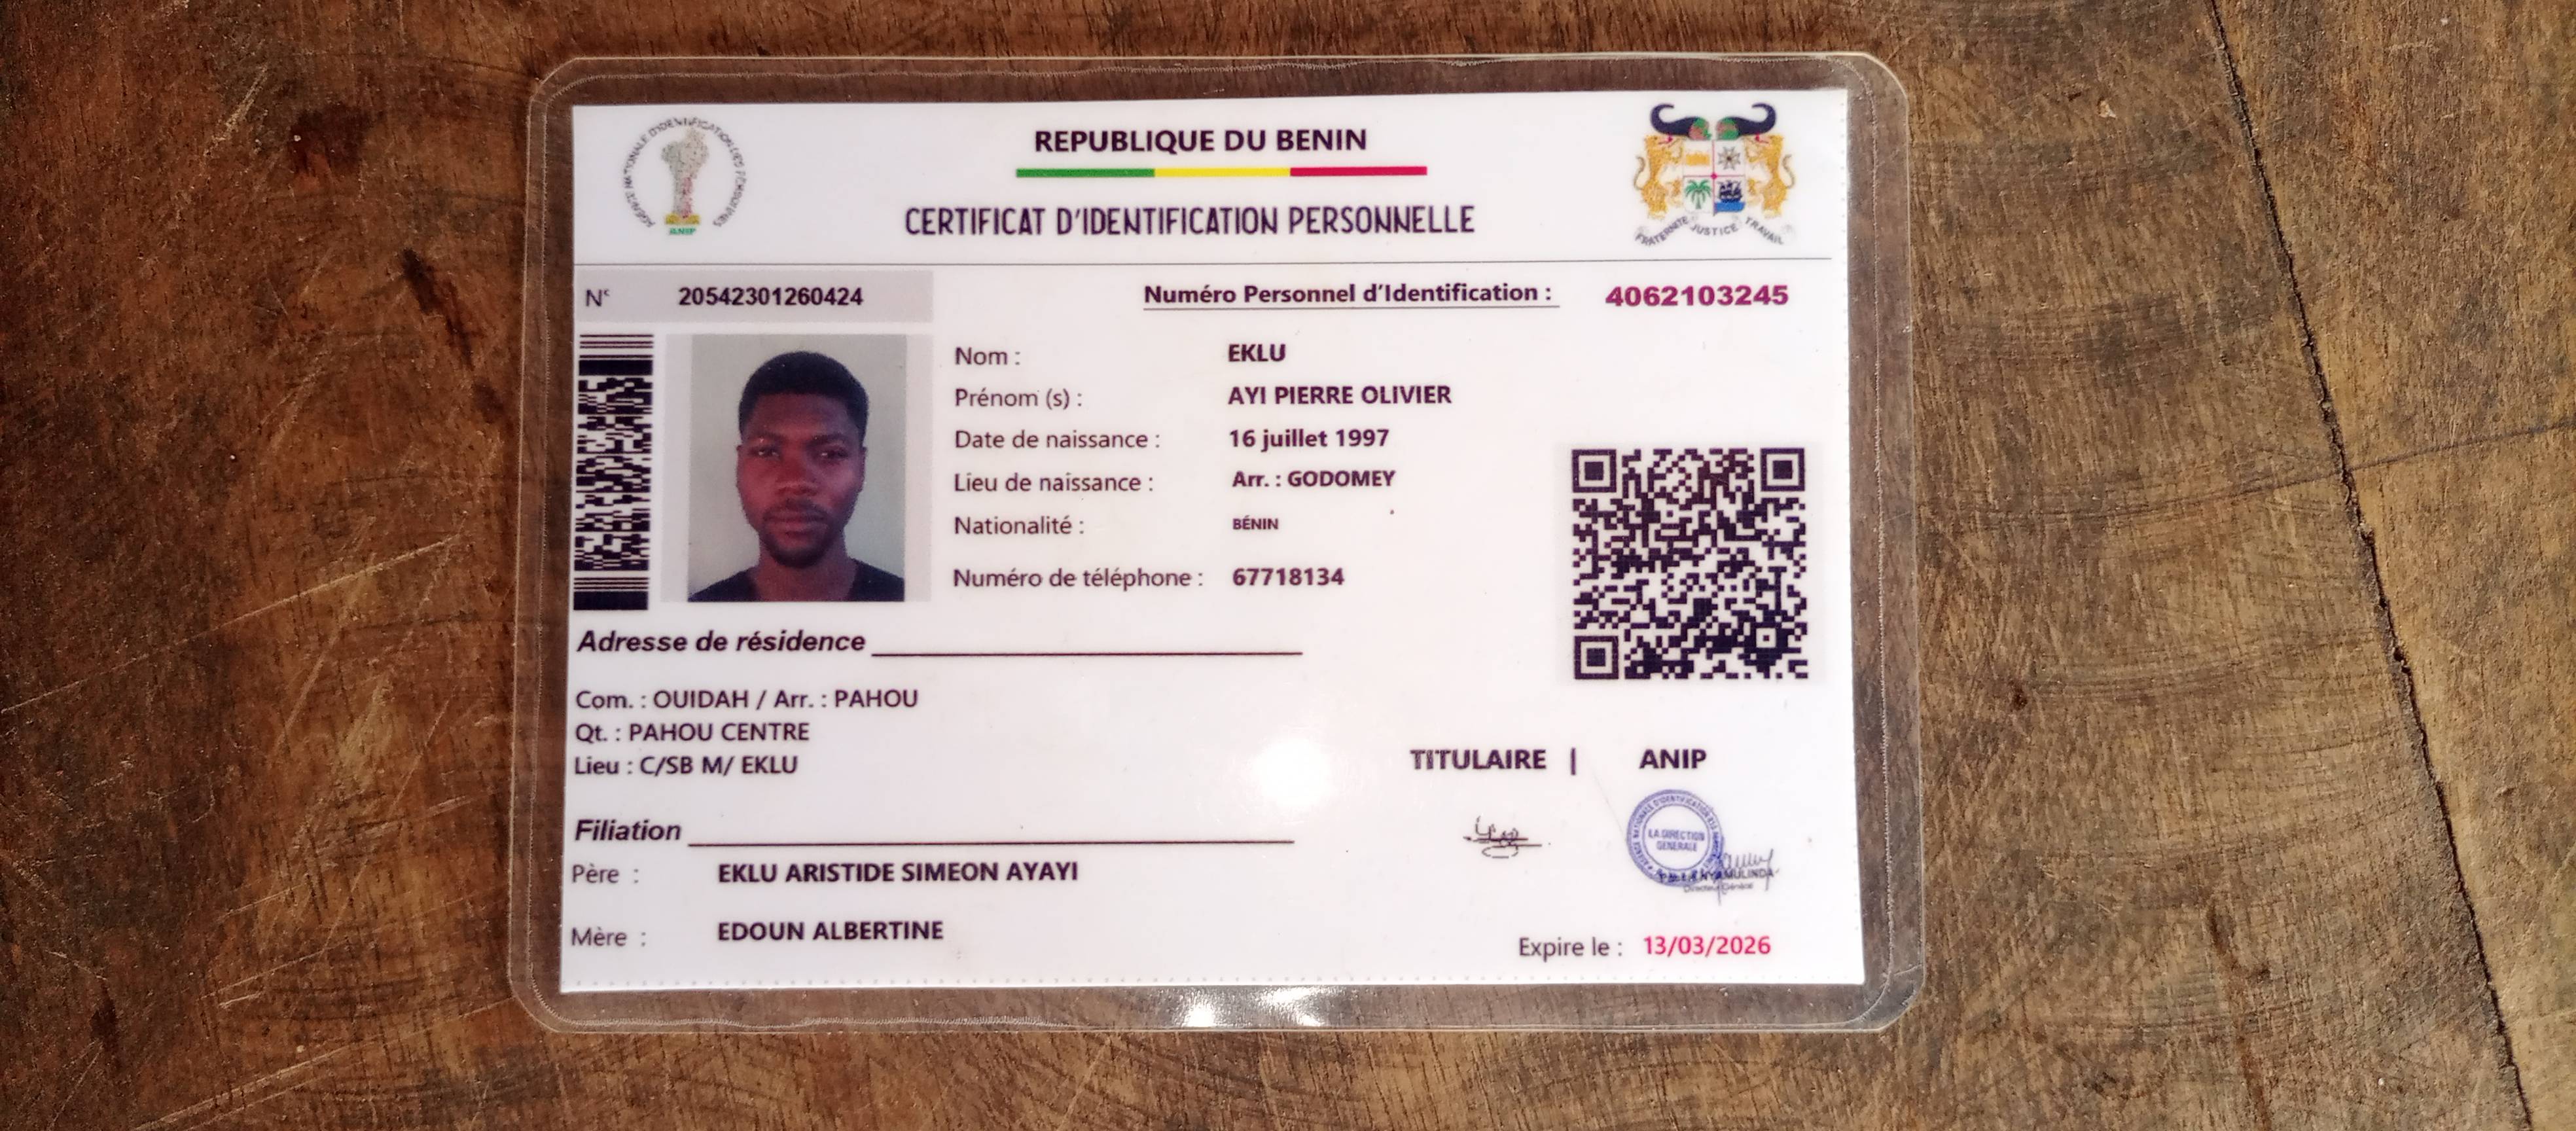 AGENCE NATIONALE D'IDENTIFICATION DES PERSONNES
ANIP
REPUBLIQUE DU BENIN
CERTIFICAT D'IDENTIFICATION PERSONNELLE
FRATERNITE JUSTICE TRAVAIL
N° 20542301260424
Numéro Personnel d'Identification : 4062103245
Nom : EKLU
Prénom (s) : AYI PIERRE OLIVIER
Date de naissance : 16 juillet 1997
Lieu de naissance : Arr. : GODOMEY
Nationalité : BÉNIN
Numéro de téléphone : 67718134
Adresse de résidence
Com. : OUIDAH / Arr. : PAHOU
Qt. : PAHOU CENTRE
Lieu : C/SB M/ EKLU
TITULAIRE | ANIP
LA DIRECTION
GENERALE
Directeur Général
Filiation
Père : EKLU ARISTIDE SIMEON AYAYI
Mère : EDOUN ALBERTINE
Expire le : 13/03/2026